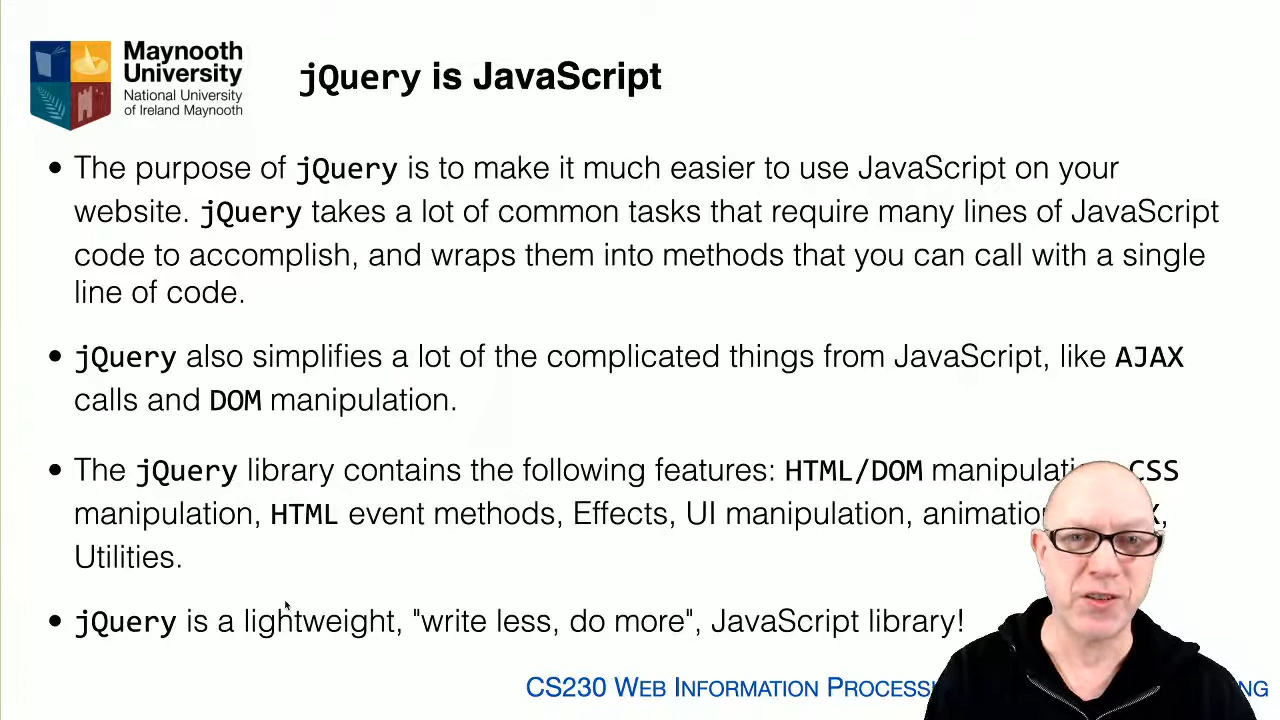 Maynooth
University
National University
of Ireland Maynooth
jQuery is JavaScript
• The purpose of jQuery is to make it much easier to use JavaScript on your
website. jQuery takes a lot of common tasks that require many lines of JavaScript
code to accomplish, and wraps them into methods that you can call with a single
line of code.
• jQuery also simplifies a lot of the complicated things from JavaScript, like AJAX
calls and DOM manipulation.
• The jQuery library contains the following features: HTML/DOM CSS
manipulation, HTML event methods, Effects, UI manipulation,
Utilities.
• jQuery is a lightweight, "write less, do more", JavaScript library!
CS230 WEB INFORMATION